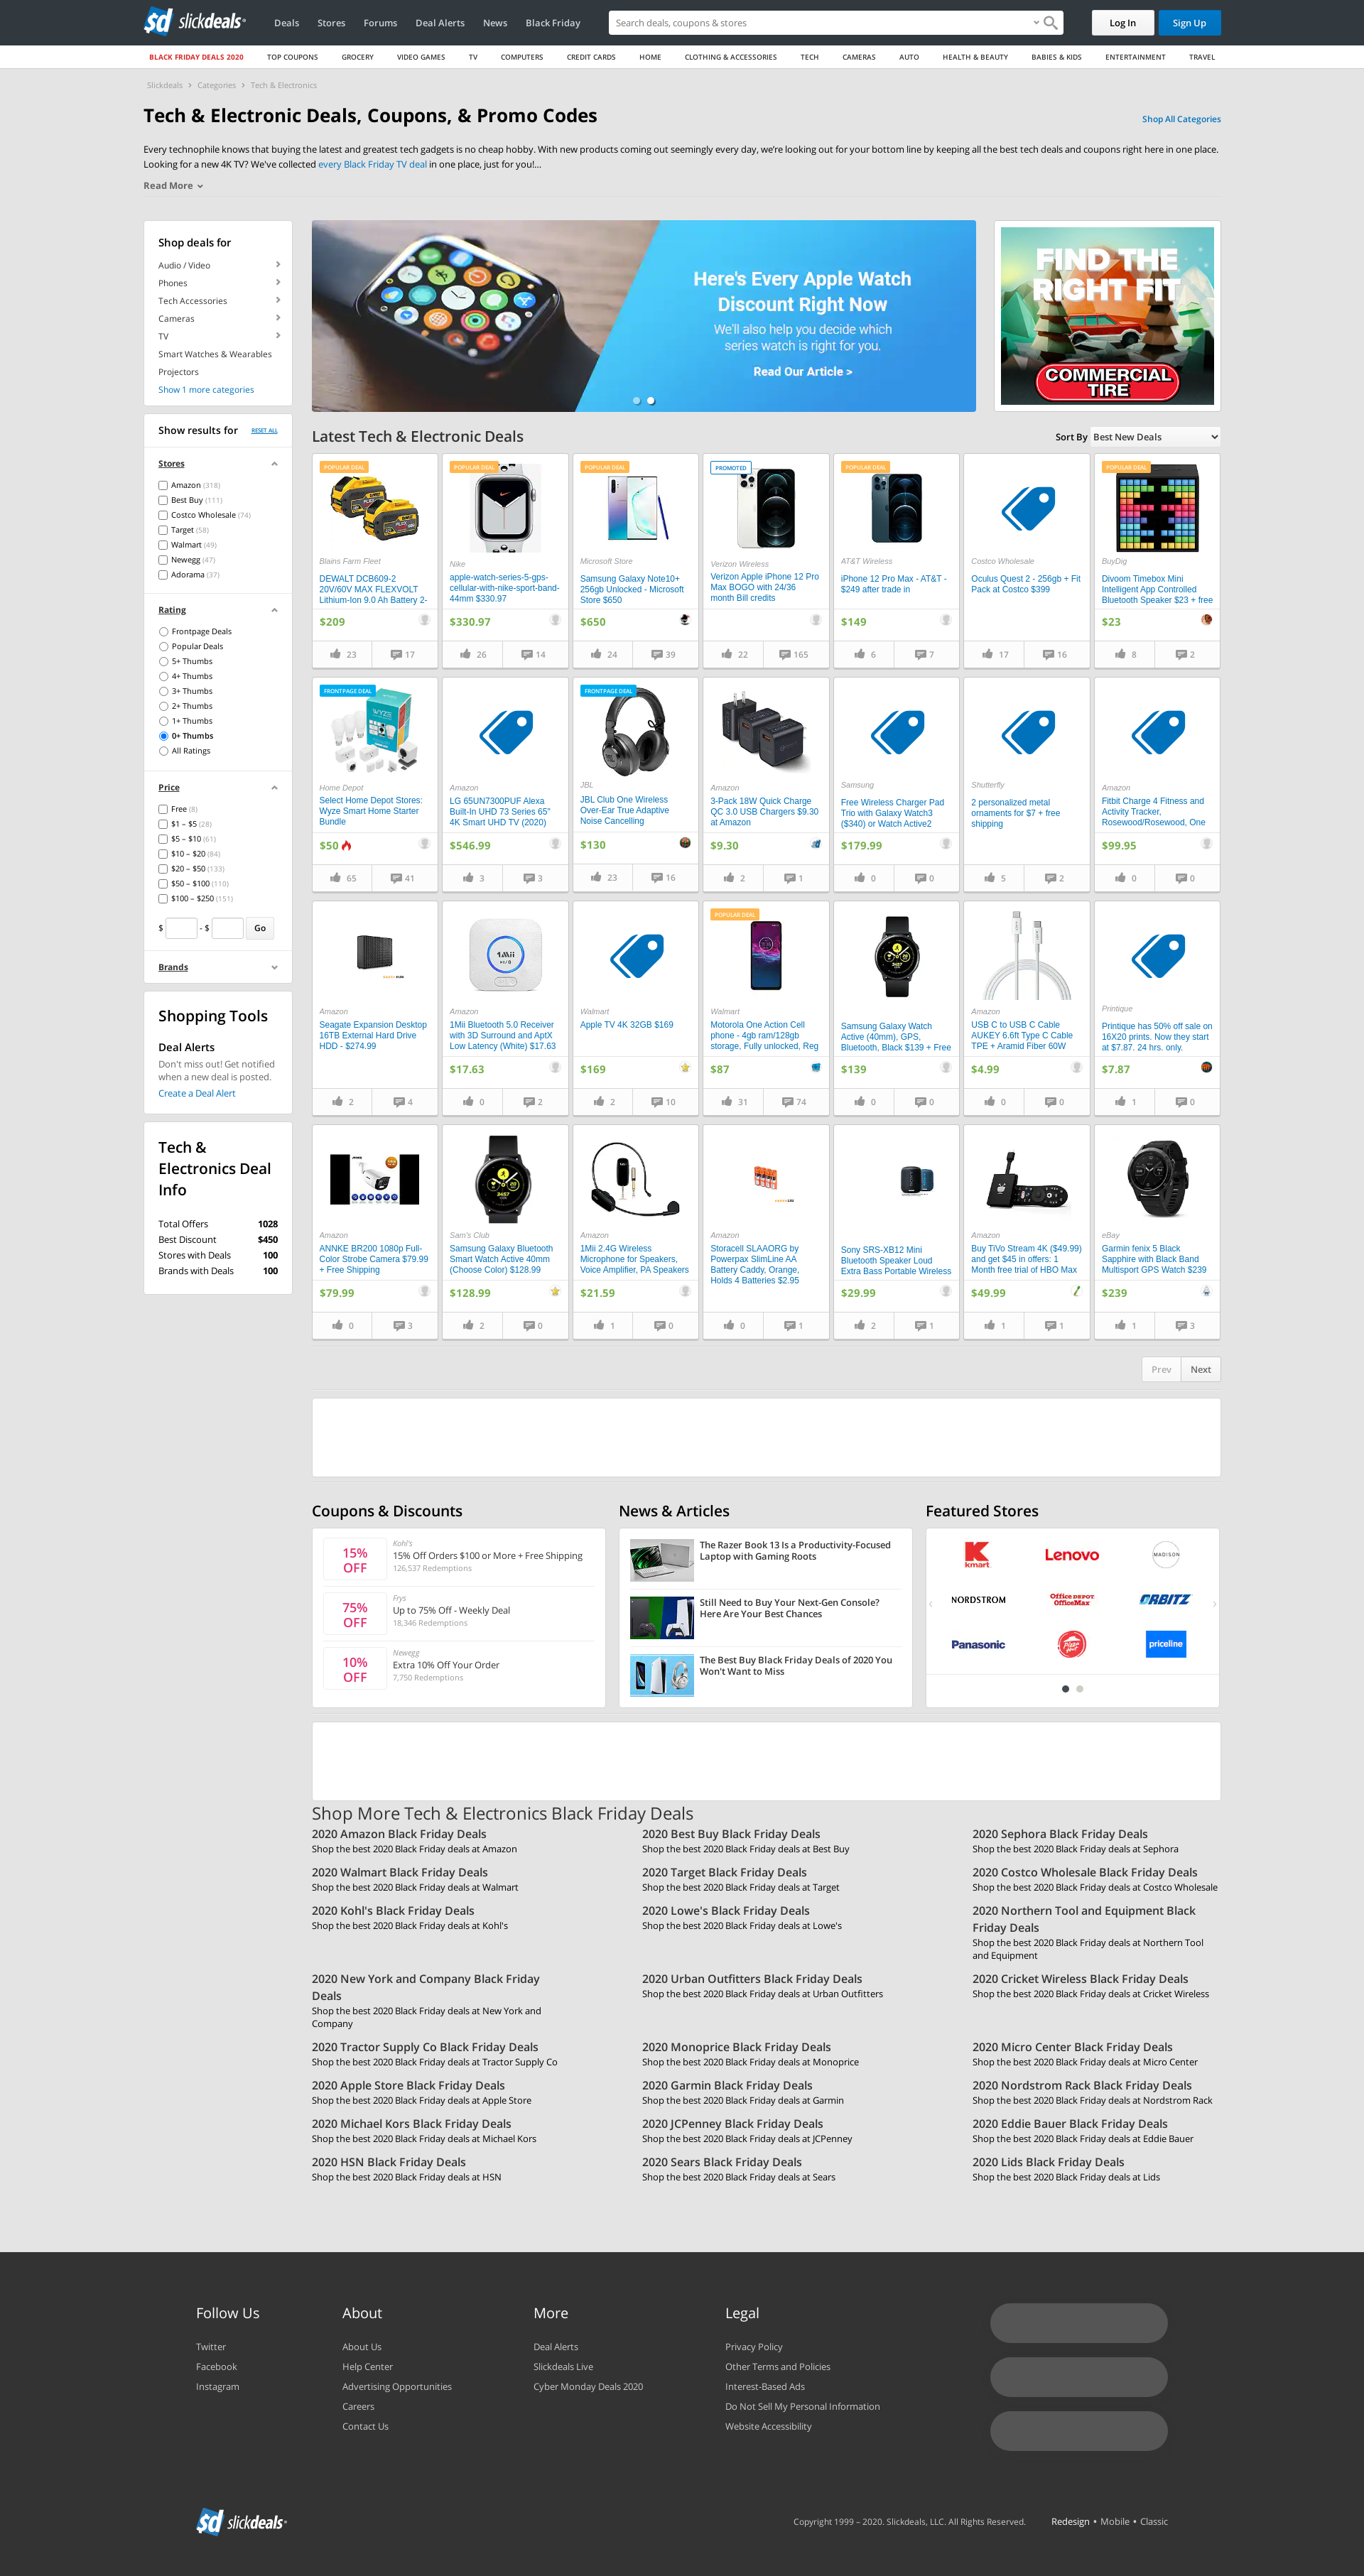 sd slickdeals
Deals Stores Forums Deal Alerts News Black Friday
Search deals, coupons & stores
Log In Sign Up
BLACK FRIDAY DEALS 2020 TOP COUPONS GROCERY VIDEO GAMES TV COMPUTERS CREDIT CARDS HOME CLOTHING & ACCESSORIES TECH CAMERAS AUTO HEALTH & BEAUTY BABIES & KIDS ENTERTAINMENT TRAVEL
Slickdeals > Categories > Tech & Electronics
Tech & Electronic Deals, Coupons, & Promo Codes
Shop All Categories
Every technophile knows that buying the latest and greatest tech gadgets is no cheap hobby. With new products coming out seemingly every day, we're looking out for your bottom line by keeping all the best tech deals and coupons right here in one place.
Looking for a new 4K TV? We've collected every Black Friday TV deal in one place, just for you!...
Read More
Shop deals for
Audio / Video
Phones
Tech Accessories
Cameras
TV
Smart Watches & Wearables
Projectors
Show 1 more categories
Show results for RESET ALL
Stores
Amazon (318)
Best Buy (111)
Costco Wholesale (74)
Target (58)
Walmart (49)
Newegg (47)
Adorama (37)
Rating
Frontpage Deals
Popular Deals
5+ Thumbs
4+ Thumbs
3+ Thumbs
2+ Thumbs
1+ Thumbs
0+ Thumbs
All Ratings
Price
Free (8)
$1 – $5 (28)
$5 – $10 (61)
$10 – $20 (84)
$20 – $50 (133)
$50 – $100 (110)
$100 – $250 (151)
$ - $ Go
Brands
Shopping Tools
Deal Alerts
Don't miss out! Get notified
when a new deal is posted.
Create a Deal Alert
Tech &
Electronics Deal
Info
Total Offers 1028
Best Discount $450
Stores with Deals 100
Brands with Deals 100
Here's Every Apple Watch
Discount Right Now
We'll also help you decide which
series watch is right for you.
Read Our Article >
FIND THE
RIGHT FIT
COMMERCIAL
TIRE
Latest Tech & Electronic Deals
Sort By Best New Deals
POPULAR DEAL
Blains Farm Fleet
DEWALT DCB609-2
20V/60V MAX FLEXVOLT
Lithium-Ion 9.0 Ah Battery 2-
$209
23 17
POPULAR DEAL
Nike
apple-watch-series-5-gps-
cellular-with-nike-sport-band-
44mm $330.97
$330.97
26 14
POPULAR DEAL
Microsoft Store
Samsung Galaxy Note10+
256gb Unlocked - Microsoft
Store $650
$650
24 39
PROMOTED
Verizon Wireless
Verizon Apple iPhone 12 Pro
Max BOGO with 24/36
month Bill credits
22 165
POPULAR DEAL
AT&T Wireless
iPhone 12 Pro Max - AT&T -
$249 after trade in
$149
6 7
Costco Wholesale
Oculus Quest 2 - 256gb + Fit
Pack at Costco $399
17 16
POPULAR DEAL
BuyDig
Divoom Timebox Mini
Intelligent App Controlled
Bluetooth Speaker $23 + free
$23
8 2
FRONTPAGE DEAL
WYZE
Home Depot
Select Home Depot Stores:
Wyze Smart Home Starter
Bundle
$50
65 41
Amazon
LG 65UN7300PUF Alexa
Built-In UHD 73 Series 65"
4K Smart UHD TV (2020)
$546.99
3 3
FRONTPAGE DEAL
JBL
JBL Club One Wireless
Over-Ear True Adaptive
Noise Cancelling
$130
23 16
Amazon
3-Pack 18W Quick Charge
QC 3.0 USB Chargers $9.30
at Amazon
$9.30
2 1
Samsung
Free Wireless Charger Pad
Trio with Galaxy Watch3
($340) or Watch Active2
$179.99
0 0
Shutterfly
2 personalized metal
ornaments for $7 + free
shipping
5 2
Amazon
Fitbit Charge 4 Fitness and
Activity Tracker,
Rosewood/Rosewood, One
$99.95
0 0
Amazon
Seagate Expansion Desktop
16TB External Hard Drive
HDD - $274.99
2 4
1Mii
Amazon
1Mii Bluetooth 5.0 Receiver
with 3D Surround and AptX
Low Latency (White) $17.63
$17.63
0 2
Walmart
Apple TV 4K 32GB $169
$169
2 10
POPULAR DEAL
Walmart
Motorola One Action Cell
phone - 4gb ram/128gb
storage, Fully unlocked, Reg
$87
31 74
Samsung Galaxy Watch
Active (40mm), GPS,
Bluetooth, Black $139 + Free
$139
0 0
Amazon
USB C to USB C Cable
AUKEY 6.6ft Type C Cable
TPE + Aramid Fiber 60W
$4.99
0 0
Printique
Printique has 50% off sale on
16X20 prints. Now they start
at $7.87. 24 hrs. only.
$7.87
1 0
Amazon
ANNKE BR200 1080p Full-
Color Strobe Camera $79.99
+ Free Shipping
$79.99
0 3
Sam's Club
Samsung Galaxy Bluetooth
Smart Watch Active 40mm
(Choose Color) $128.99
$128.99
2 0
Amazon
1Mii 2.4G Wireless
Microphone for Speakers,
Voice Amplifier, PA Speakers
$21.59
1 0
Amazon
Storacell SLAAORG by
Powerpax SlimLine AA
Battery Caddy, Orange,
Holds 4 Batteries $2.95
0 1
Sony SRS-XB12 Mini
Bluetooth Speaker Loud
Extra Bass Portable Wireless
$29.99
2 1
Amazon
Buy TiVo Stream 4K ($49.99)
and get $45 in offers: 1
Month free trial of HBO Max
$49.99
1 1
eBay
Garmin fenix 5 Black
Sapphire with Black Band
Multisport GPS Watch $239
$239
1 3
Prev Next
Coupons & Discounts
15% OFF
Kohl's
15% Off Orders $100 or More + Free Shipping
126,537 Redemptions
75% OFF
Frys
Up to 75% Off - Weekly Deal
18,346 Redemptions
10% OFF
Newegg
Extra 10% Off Your Order
7,750 Redemptions
News & Articles
The Razer Book 13 Is a Productivity-Focused
Laptop with Gaming Roots
Still Need to Buy Your Next-Gen Console?
Here Are Your Best Chances
The Best Buy Black Friday Deals of 2020 You
Won't Want to Miss
Featured Stores
kmart Lenovo MADISON
NORDSTROM Office DEPOT OfficeMax ORBITZ
Panasonic Pizza Hut priceline
Shop More Tech & Electronics Black Friday Deals
2020 Amazon Black Friday Deals
Shop the best 2020 Black Friday deals at Amazon
2020 Best Buy Black Friday Deals
Shop the best 2020 Black Friday deals at Best Buy
2020 Sephora Black Friday Deals
Shop the best 2020 Black Friday deals at Sephora
2020 Walmart Black Friday Deals
Shop the best 2020 Black Friday deals at Walmart
2020 Target Black Friday Deals
Shop the best 2020 Black Friday deals at Target
2020 Costco Wholesale Black Friday Deals
Shop the best 2020 Black Friday deals at Costco Wholesale
2020 Kohl's Black Friday Deals
Shop the best 2020 Black Friday deals at Kohl's
2020 Lowe's Black Friday Deals
Shop the best 2020 Black Friday deals at Lowe's
2020 Northern Tool and Equipment Black
Friday Deals
Shop the best 2020 Black Friday deals at Northern Tool
and Equipment
2020 New York and Company Black Friday
Deals
Shop the best 2020 Black Friday deals at New York and
Company
2020 Urban Outfitters Black Friday Deals
Shop the best 2020 Black Friday deals at Urban Outfitters
2020 Cricket Wireless Black Friday Deals
Shop the best 2020 Black Friday deals at Cricket Wireless
2020 Tractor Supply Co Black Friday Deals
Shop the best 2020 Black Friday deals at Tractor Supply Co
2020 Monoprice Black Friday Deals
Shop the best 2020 Black Friday deals at Monoprice
2020 Micro Center Black Friday Deals
Shop the best 2020 Black Friday deals at Micro Center
2020 Apple Store Black Friday Deals
Shop the best 2020 Black Friday deals at Apple Store
2020 Garmin Black Friday Deals
Shop the best 2020 Black Friday deals at Garmin
2020 Nordstrom Rack Black Friday Deals
Shop the best 2020 Black Friday deals at Nordstrom Rack
2020 Michael Kors Black Friday Deals
Shop the best 2020 Black Friday deals at Michael Kors
2020 JCPenney Black Friday Deals
Shop the best 2020 Black Friday deals at JCPenney
2020 Eddie Bauer Black Friday Deals
Shop the best 2020 Black Friday deals at Eddie Bauer
2020 HSN Black Friday Deals
Shop the best 2020 Black Friday deals at HSN
2020 Sears Black Friday Deals
Shop the best 2020 Black Friday deals at Sears
2020 Lids Black Friday Deals
Shop the best 2020 Black Friday deals at Lids
Follow Us
Twitter
Facebook
Instagram
About
About Us
Help Center
Advertising Opportunities
Careers
Contact Us
More
Deal Alerts
Slickdeals Live
Cyber Monday Deals 2020
Legal
Privacy Policy
Other Terms and Policies
Interest-Based Ads
Do Not Sell My Personal Information
Website Accessibility
sd slickdeals
Copyright 1999 – 2020. Slickdeals, LLC. All Rights Reserved. Redesign • Mobile • Classic